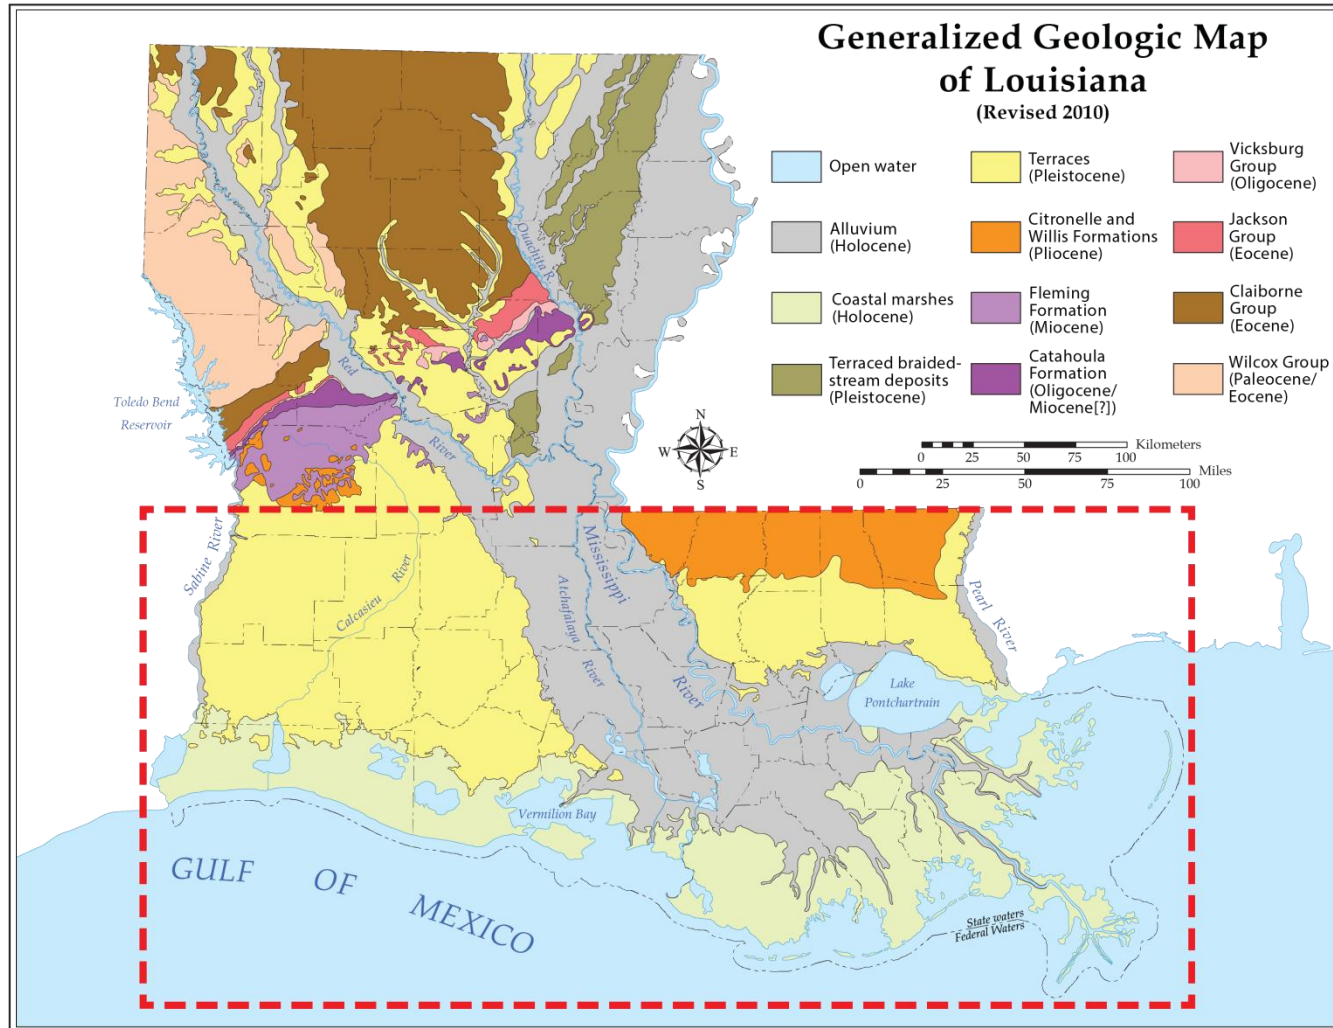 Generalized Geologic Map
of Louisiana
(Revised 2010)
Open water
Alluvium
(Holocene)
Coastal marshes
(Holocene)
Terraced braided-
stream deposits
(Pleistocene)
Terraces
(Pleistocene)
Citronelle and
Willis Formations
(Pliocene)
Fleming
Formation
(Miocene)
Catahoula
Formation
(Oligocene/
Miocene[?])
Vicksburg
Group
(Oligocene)
Jackson
Group
(Eocene)
Claiborne
Group
(Eocene)
Wilcox Group
(Paleocene/
Eocene)
0 25 50 75 100 Kilometers
0 25 50 75 100 Miles
N
W E
S
Ouachita R.
Red
River
Toledo Bend
Reservoir
Sabine River
Calcasieu
River
Atchafalaya
River
Mississippi
River
Pearl
River
Lake
Pontchartrain
Vermilion Bay
GULF OF MEXICO
State waters
Federal Waters